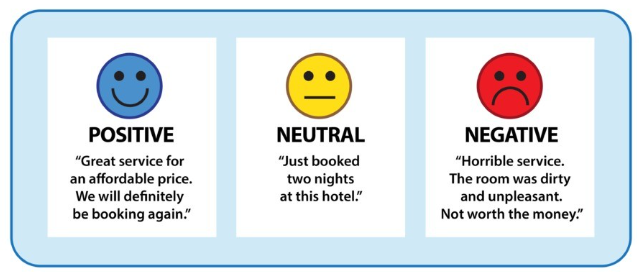 POSITIVE
“Great service for
an affordable price.
We will definitely
be booking again.”
NEUTRAL
“Just booked
two nights
at this hotel.”
NEGATIVE
“Horrible service.
The room was dirty
and unpleasant.
Not worth the money.”